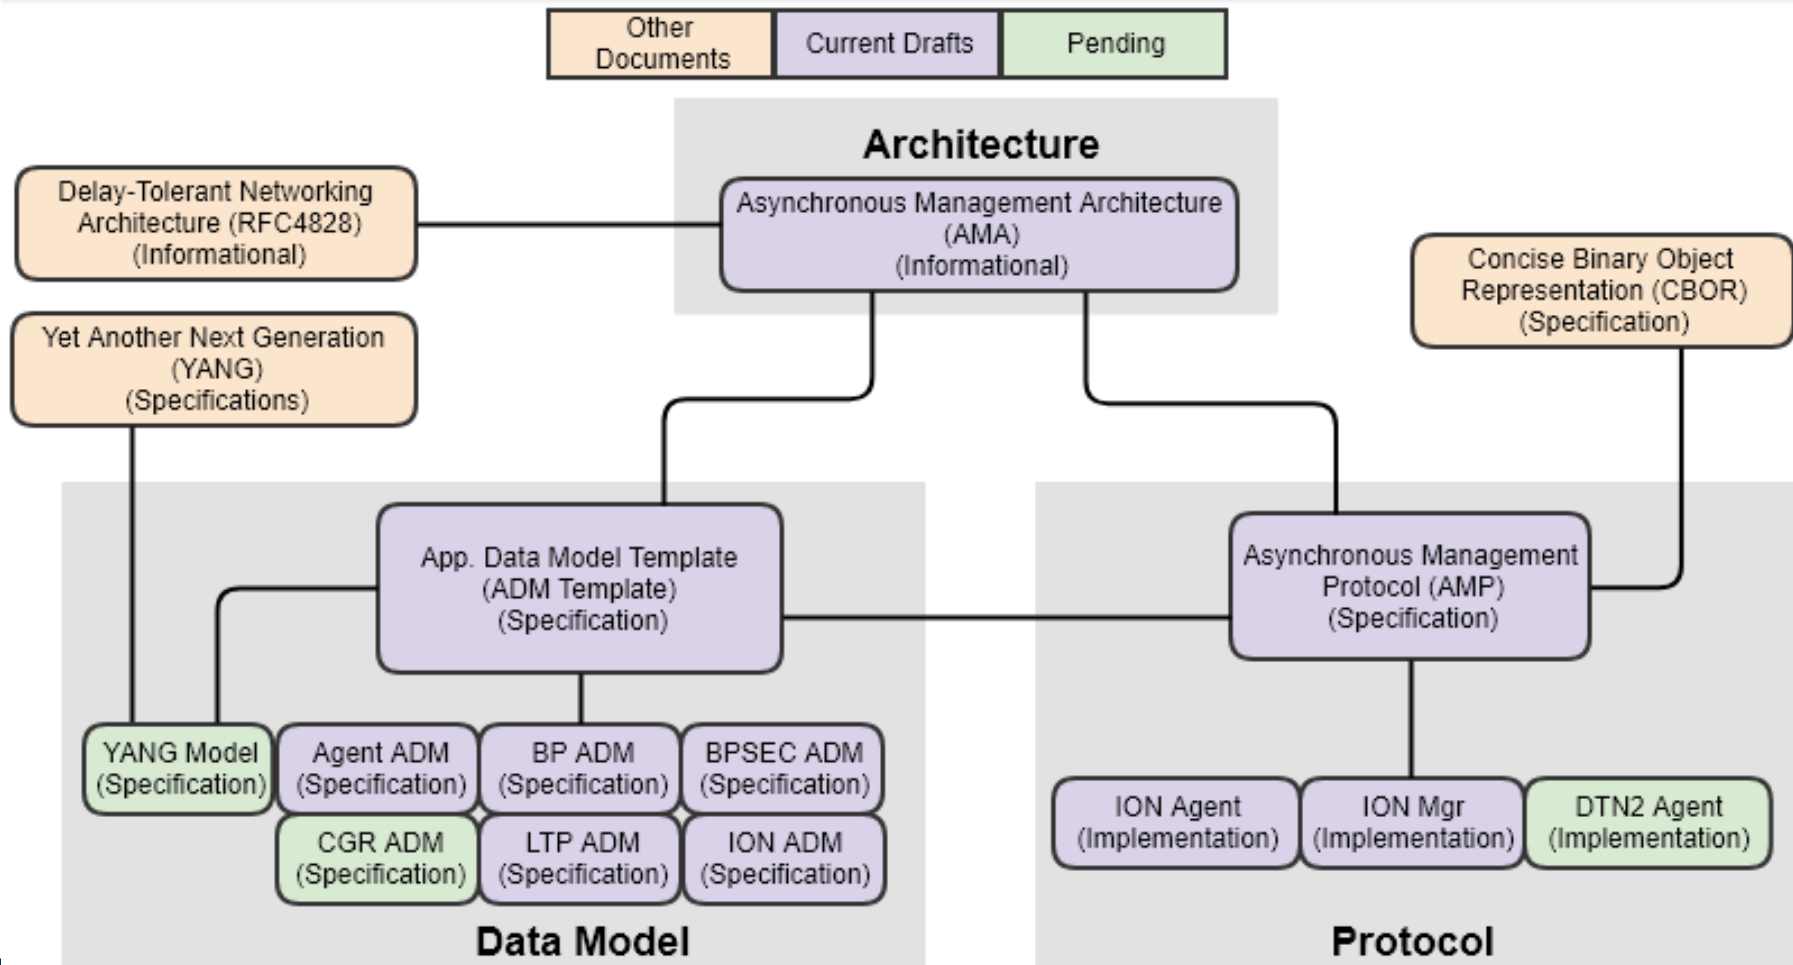 Other
Documents
Current Drafts
Pending
Architecture
Delay-Tolerant Networking
Architecture (RFC4828)
(Informational)
Asynchronous Management Architecture
(AMA)
(Informational)
Concise Binary Object
Representation (CBOR)
(Specification)
Yet Another Next Generation
(YANG)
(Specifications)
App. Data Model Template
(ADM Template)
(Specification)
Asynchronous Management
Protocol (AMP)
(Specification)
YANG Model
(Specification)
Agent ADM
(Specification)
BP ADM
(Specification)
BPSEC ADM
(Specification)
CGR ADM
(Specification)
LTP ADM
(Specification)
ION ADM
(Specification)
ION Agent
(Implementation)
ION Mgr
(Implementation)
DTN2 Agent
(Implementation)
Data Model
Protocol